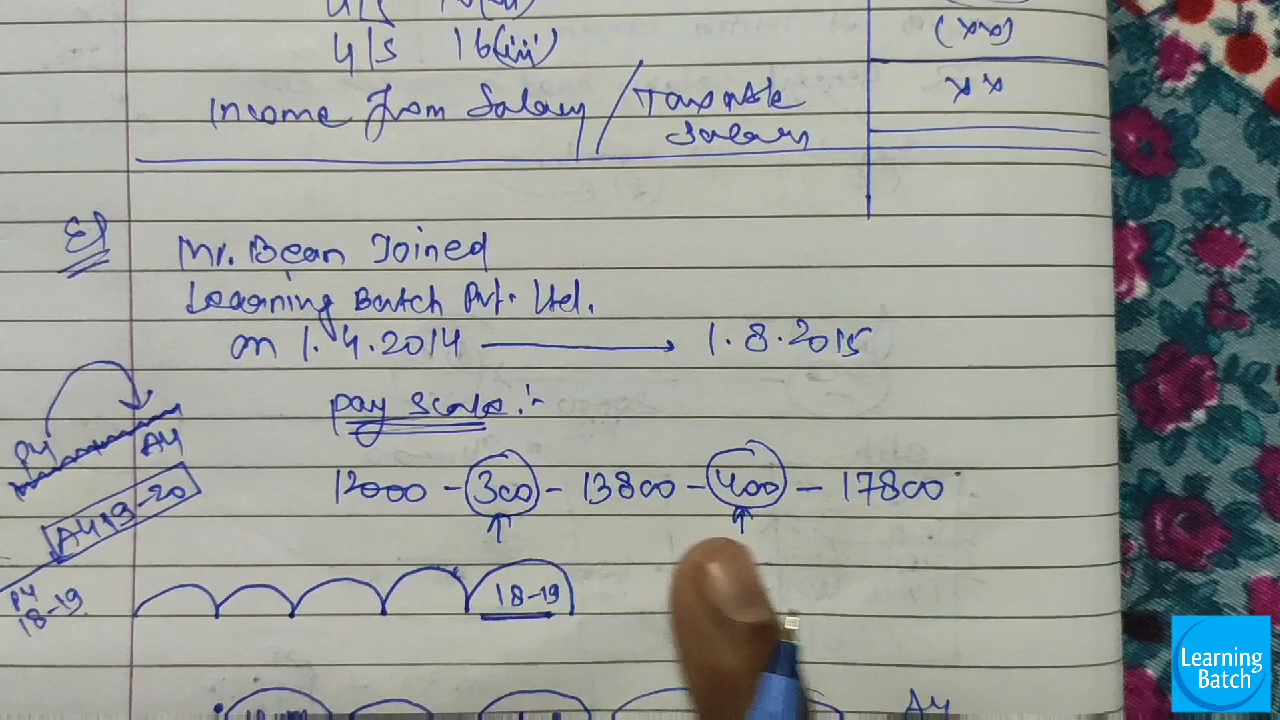 u/s 16(ii)
u/s 16(iii)
(xxx)
Income from Salary / Taxable Salary
xx
Eg
Mr. Bean Joined
Learning Batch Pvt. Ltd.
on 1.4.2014 → 1.8.2015
Pay Scale:-
PY AY
12000 - 300 - 13800 - 400 - 17800
AY 19-20
PY 18-19
18-19
AY
Learning Batch